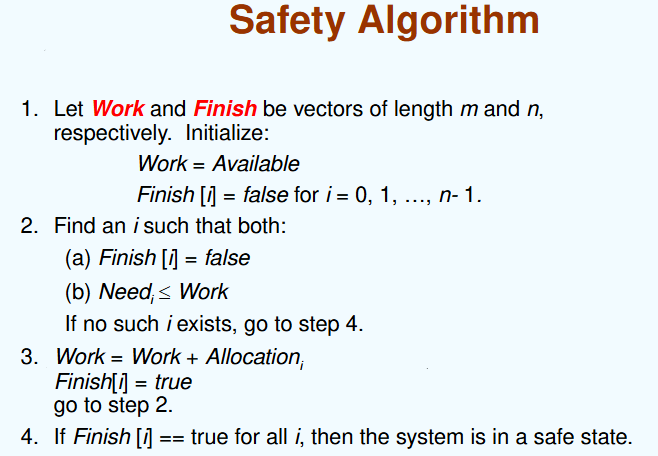 Safety Algorithm
1. Let Work and Finish be vectors of length m and n,
respectively. Initialize:
Work = Available
Finish [i] = false for i = 0, 1, …, n- 1.
2. Find an i such that both:
(a) Finish [i] = false
(b) Needi ≤ Work
If no such i exists, go to step 4.
3. Work = Work + Allocationi
Finish[i] = true
go to step 2.
4. If Finish [i] == true for all i, then the system is in a safe state.